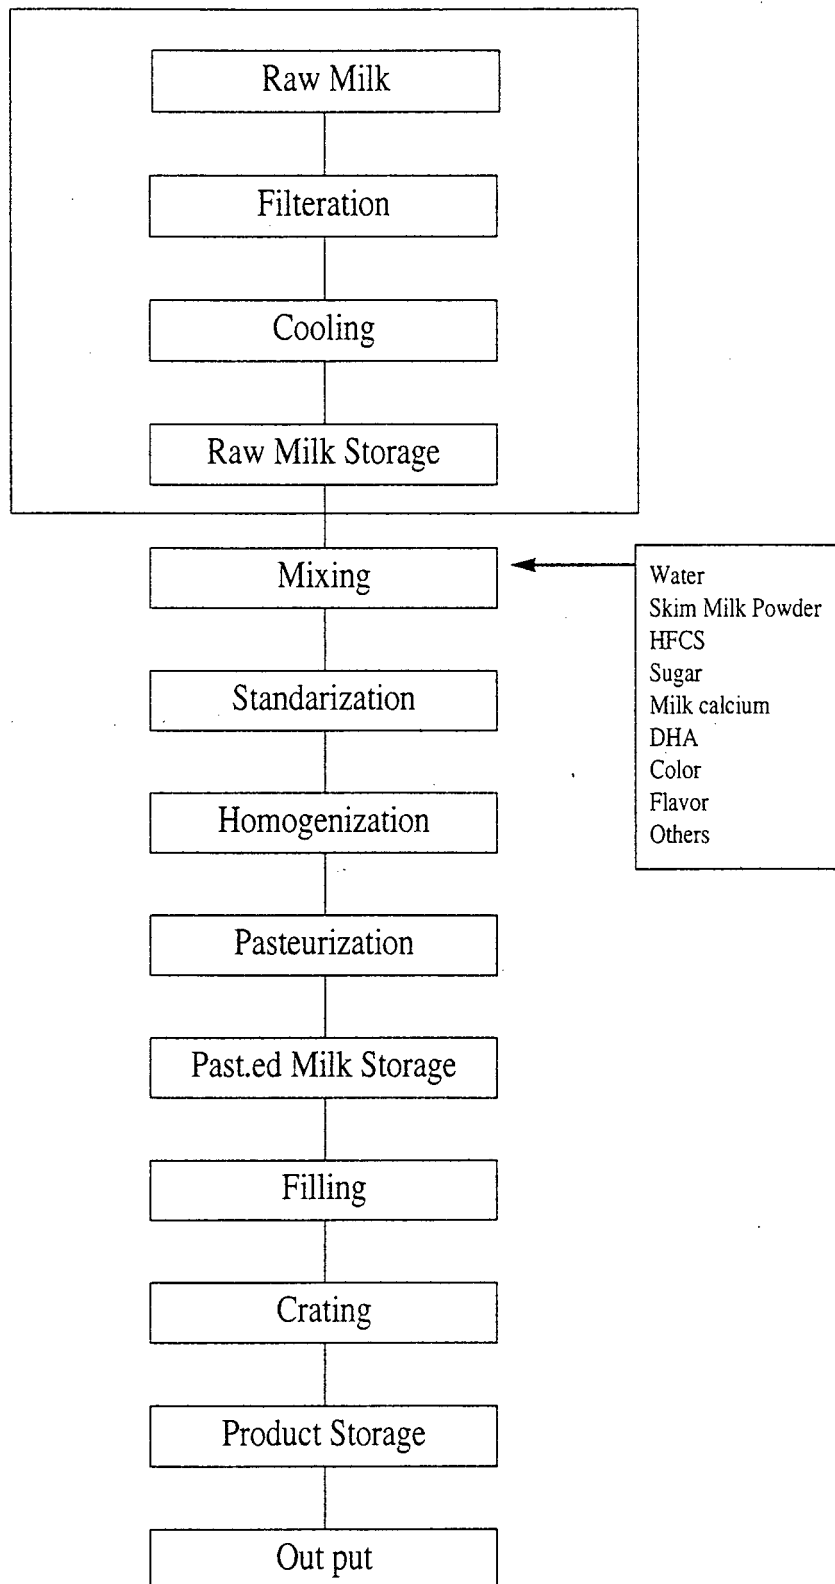 Raw Milk
Filteration
Cooling
Raw Milk Storage
Mixing
Water
Skim Milk Powder
HFCS
Sugar
Milk calcium
DHA
Color
Flavor
Others
Standarization
Homogenization
Pasteurization
Past.ed Milk Storage
Filling
Crating
Product Storage
Out put